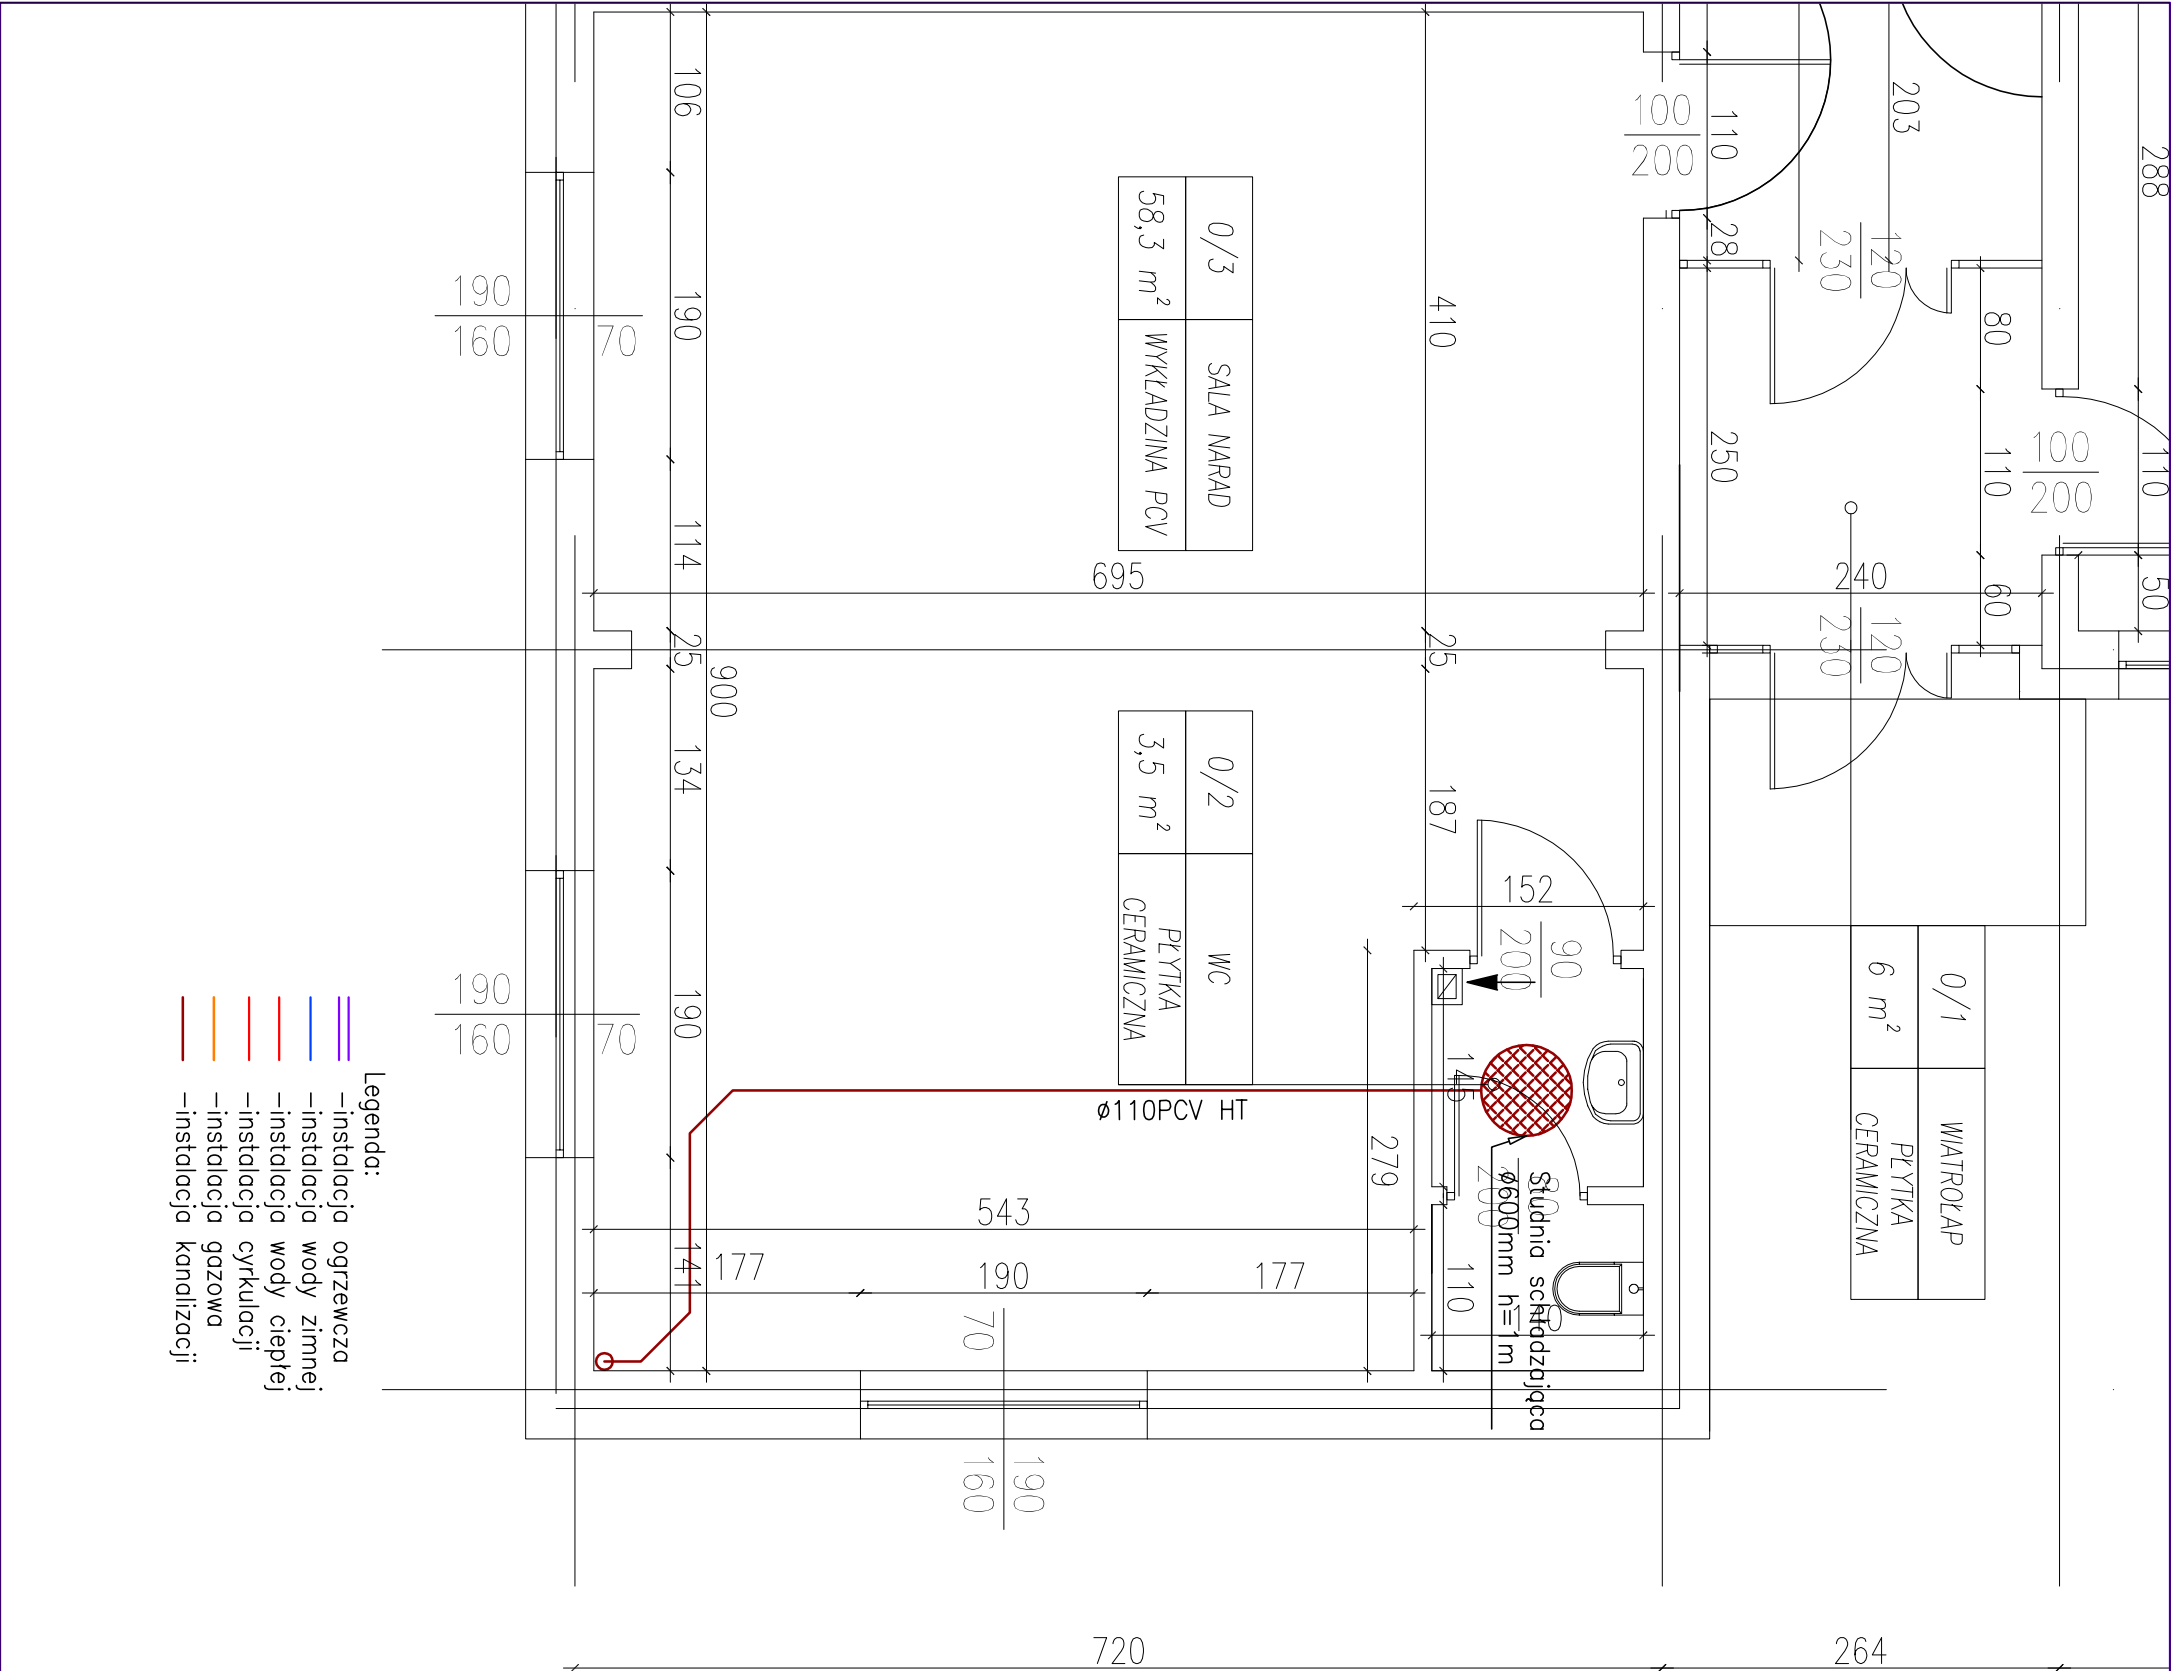 106
190
114
25
900
134
190
141
190
160
70
190
160
70
0/3
SALA NARAD
58,3 m²
WYKŁADZINA PCV
410
25
187
695
0/2
WC
3,5 m²
PŁYTKA
CERAMICZNA
100
200
110
28
250
203
120
230
80
110
60
100
200
288
110
50
240
120
230
152
90
200
145
279
110
140
80
200
0/1
WIATROŁAP
6 m²
PŁYTKA
CERAMICZNA
ø110PCV HT
Studnia schładzająca
ø600mm h=1m
543
177
190
177
70
190
160
720
264
Legenda:
-instalacja ogrzewcza
-instalacja wody zimnej
-instalacja wody ciepłej
-instalacja cyrkulacji
-instalacja gazowa
-instalacja kanalizacji